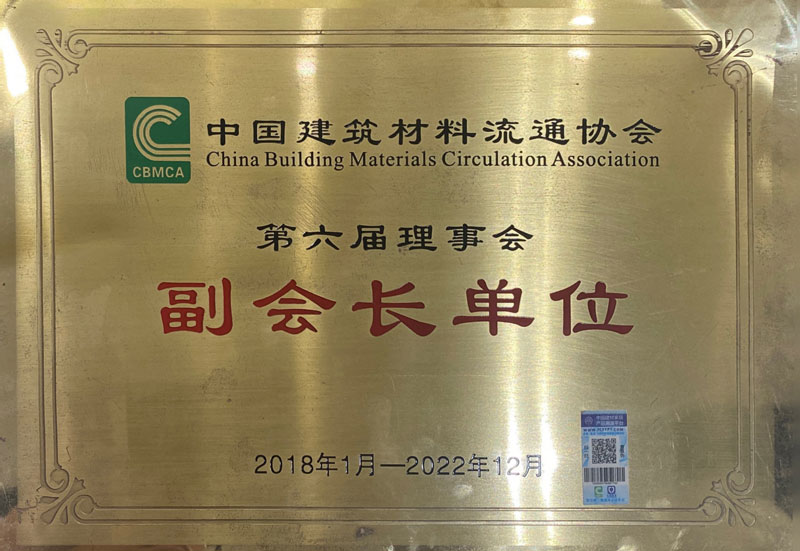 中国建筑材料流通协会
China Building Materials Circulation Association
CBMCA
第六届理事会
副会长单位
2018年1月—2022年12月